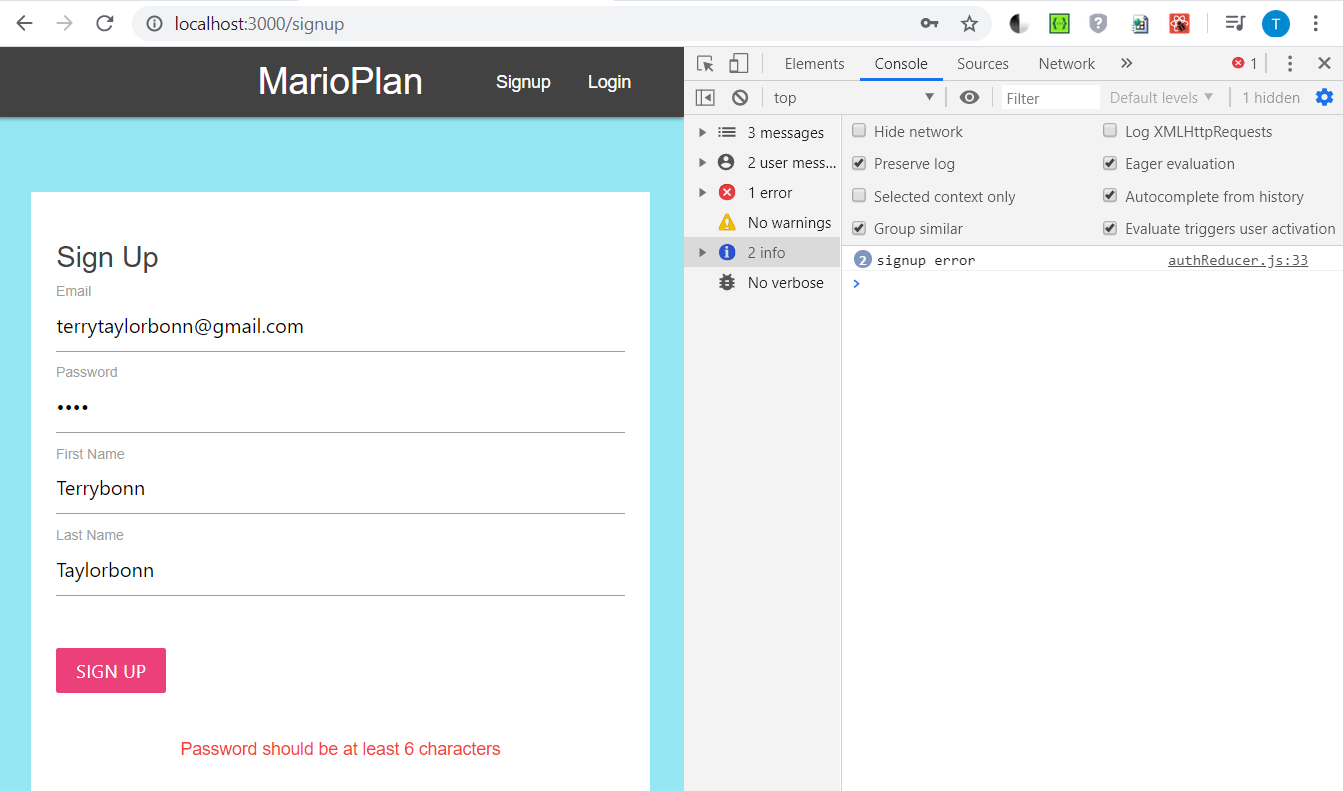 localhost:3000/signup
T
MarioPlan
Signup
Login
Sign Up
Email
terrytaylorbonn@gmail.com
Password
••••
First Name
Terrybonn
Last Name
Taylorbonn
SIGN UP
Password should be at least 6 characters
Elements
Console
Sources
Network
1
top
Filter
Default levels
1 hidden
3 messages
2 user mess...
1 error
No warnings
2 info
No verbose
Hide network
Log XMLHttpRequests
Preserve log
Eager evaluation
Selected context only
Autocomplete from history
Group similar
Evaluate triggers user activation
2 signup error
authReducer.js:33